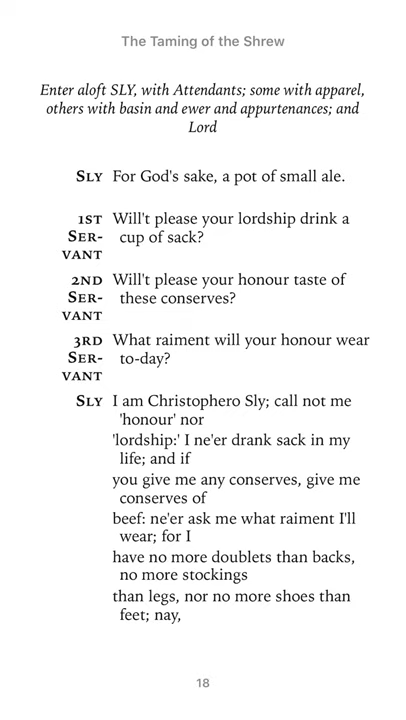 The Taming of the Shrew
Enter aloft SLY, with Attendants; some with apparel,
others with basin and ewer and appurtenances; and
Lord
SLY For God's sake, a pot of small ale.
1ST Will't please your lordship drink a
SER- cup of sack?
VANT
2ND Will't please your honour taste of
SER- these conserves?
VANT
3RD What raiment will your honour wear
SER- to-day?
VANT
SLY I am Christophero Sly; call not me
'honour' nor
'lordship:' I ne'er drank sack in my
life; and if
you give me any conserves, give me
conserves of
beef: ne'er ask me what raiment I'll
wear; for I
have no more doublets than backs,
no more stockings
than legs, nor no more shoes than
feet; nay,
18